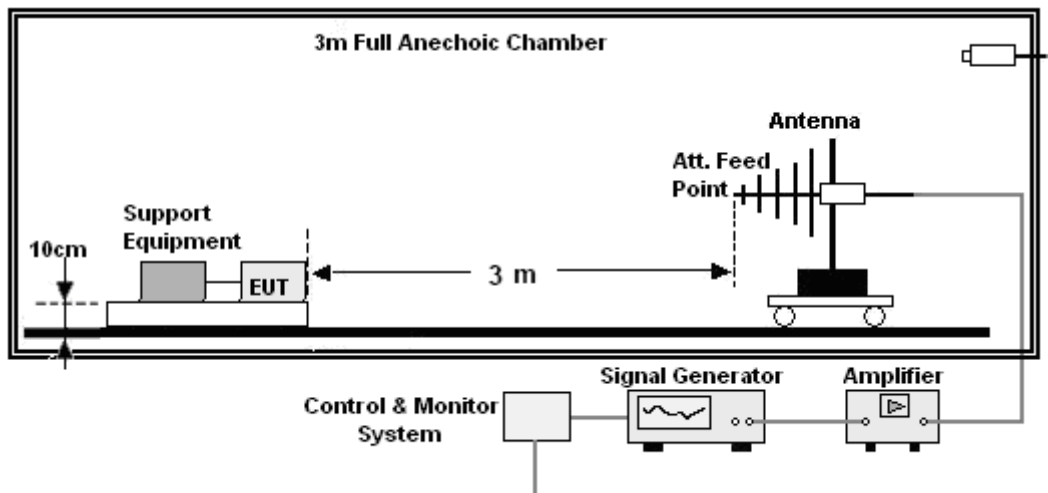 3m Full Anechoic Chamber
Antenna
Att. Feed
Point
Support
Equipment
10cm
EUT
3 m
Signal Generator
Amplifier
Control & Monitor
System